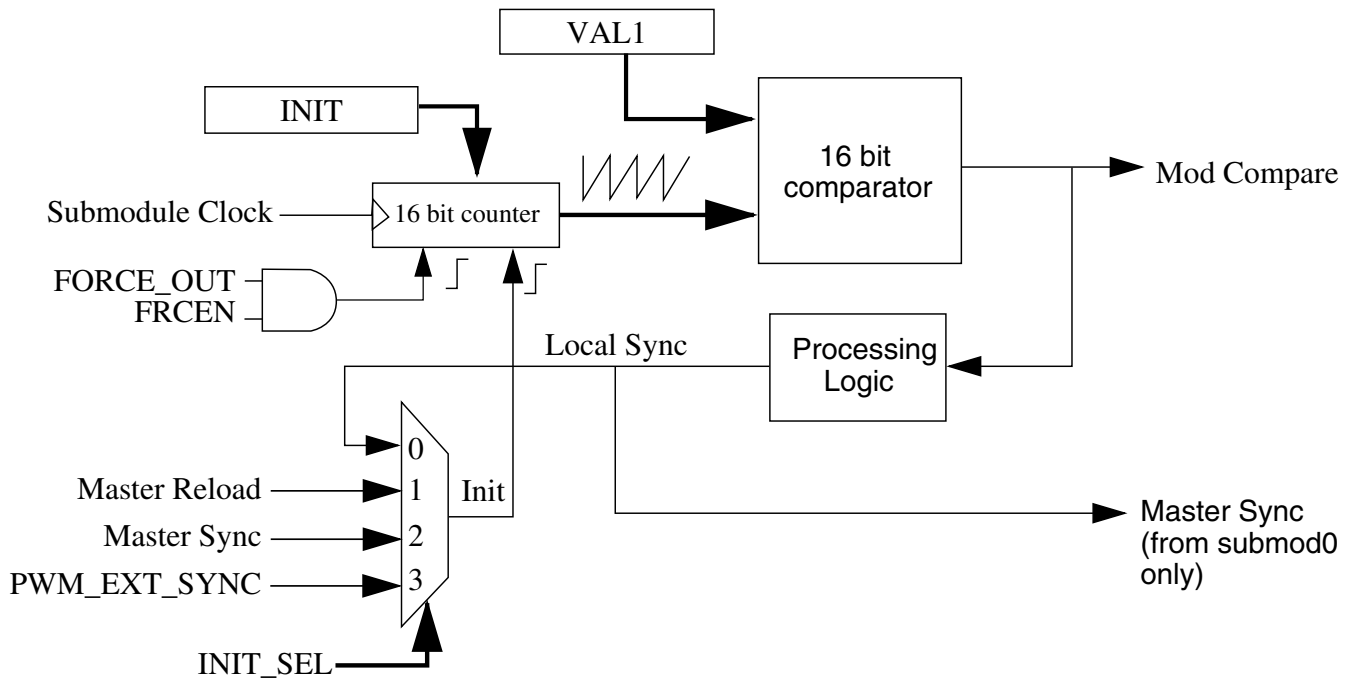 VAL1
INIT
16 bit
comparator
Mod Compare
Submodule Clock
16 bit counter
FORCE_OUT
FRCEN
Local Sync
Processing
Logic
0
Master Reload
1
Init
Master Sync
2
PWM_EXT_SYNC
3
Master Sync
(from submod0
only)
INIT_SEL